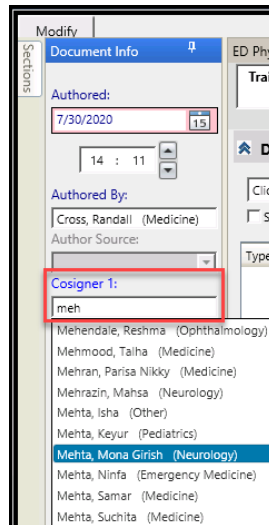 Modify
Sections
Document Info
ED Phy
Trai
Authored:
7/30/2020
15
14 : 11
D
Authored By:
Clic
Cross, Randall (Medicine)
S
Author Source:
Type
Cosigner 1:
meh
Mehendale, Reshma (Ophthalmology)
Mehmood, Talha (Medicine)
Mehran, Parisa Nikky (Medicine)
Mehrazin, Mahsa (Neurology)
Mehta, Isha (Other)
Mehta, Keyur (Pediatrics)
Mehta, Mona Girish (Neurology)
Mehta, Ninfa (Emergency Medicine)
Mehta, Samar (Medicine)
Mehta, Suchita (Medicine)